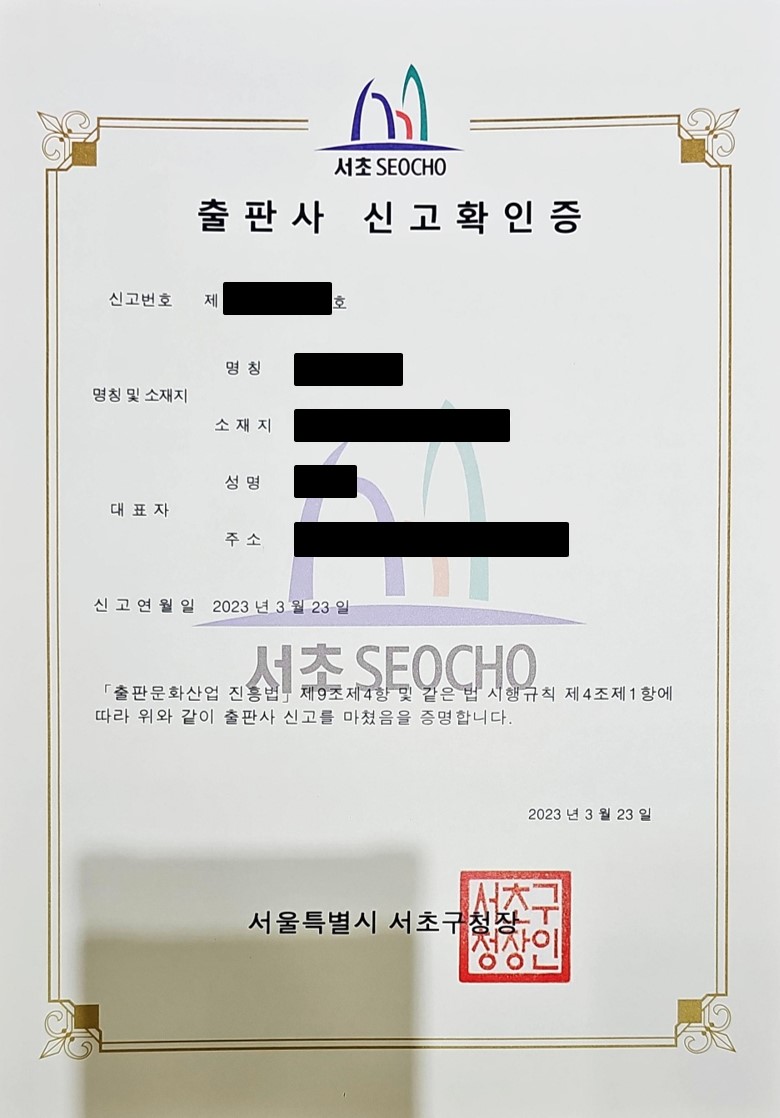 서초 SEOCHO
출판사 신고확인증
신고번호 제 호
명칭
명칭 및 소재지
소재지
성명
대표자
주소
신고연월일 2023 년 3 월 23 일
서초 SEOCHO
「출판문화산업 진흥법」 제9조제4항 및 같은 법 시행규칙 제4조제1항에
따라 위와 같이 출판사 신고를 마쳤음을 증명합니다.
2023 년 3 월 23 일
서울특별시 서초구청장
서초구
청장인